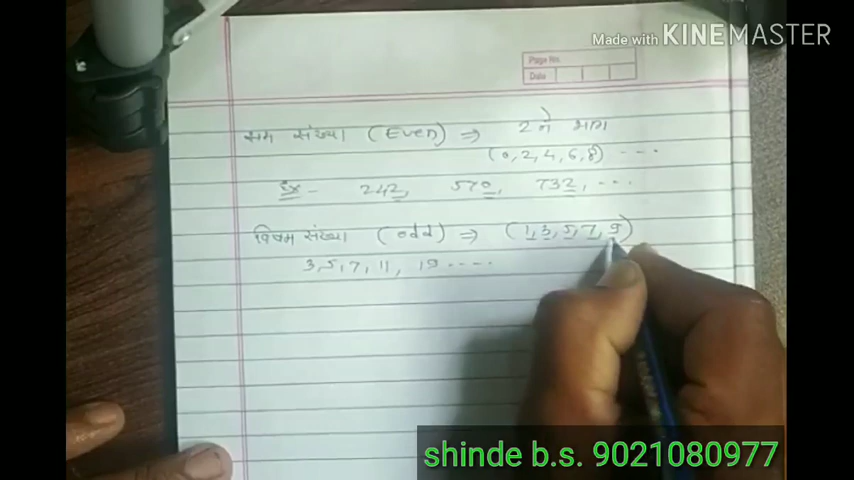 Made with KINEMASTER
Page No.
Date
सम संख्या (Even) ⇒ 2 ने भाग
(0, 2, 4, 6, 8) ....
Ex - 242, 570, 732, ...
विषम संख्या (odd) ⇒ (1, 3, 5, 7, 9)
3, 5, 7, 11, 19 .....
shinde b.s. 9021080977